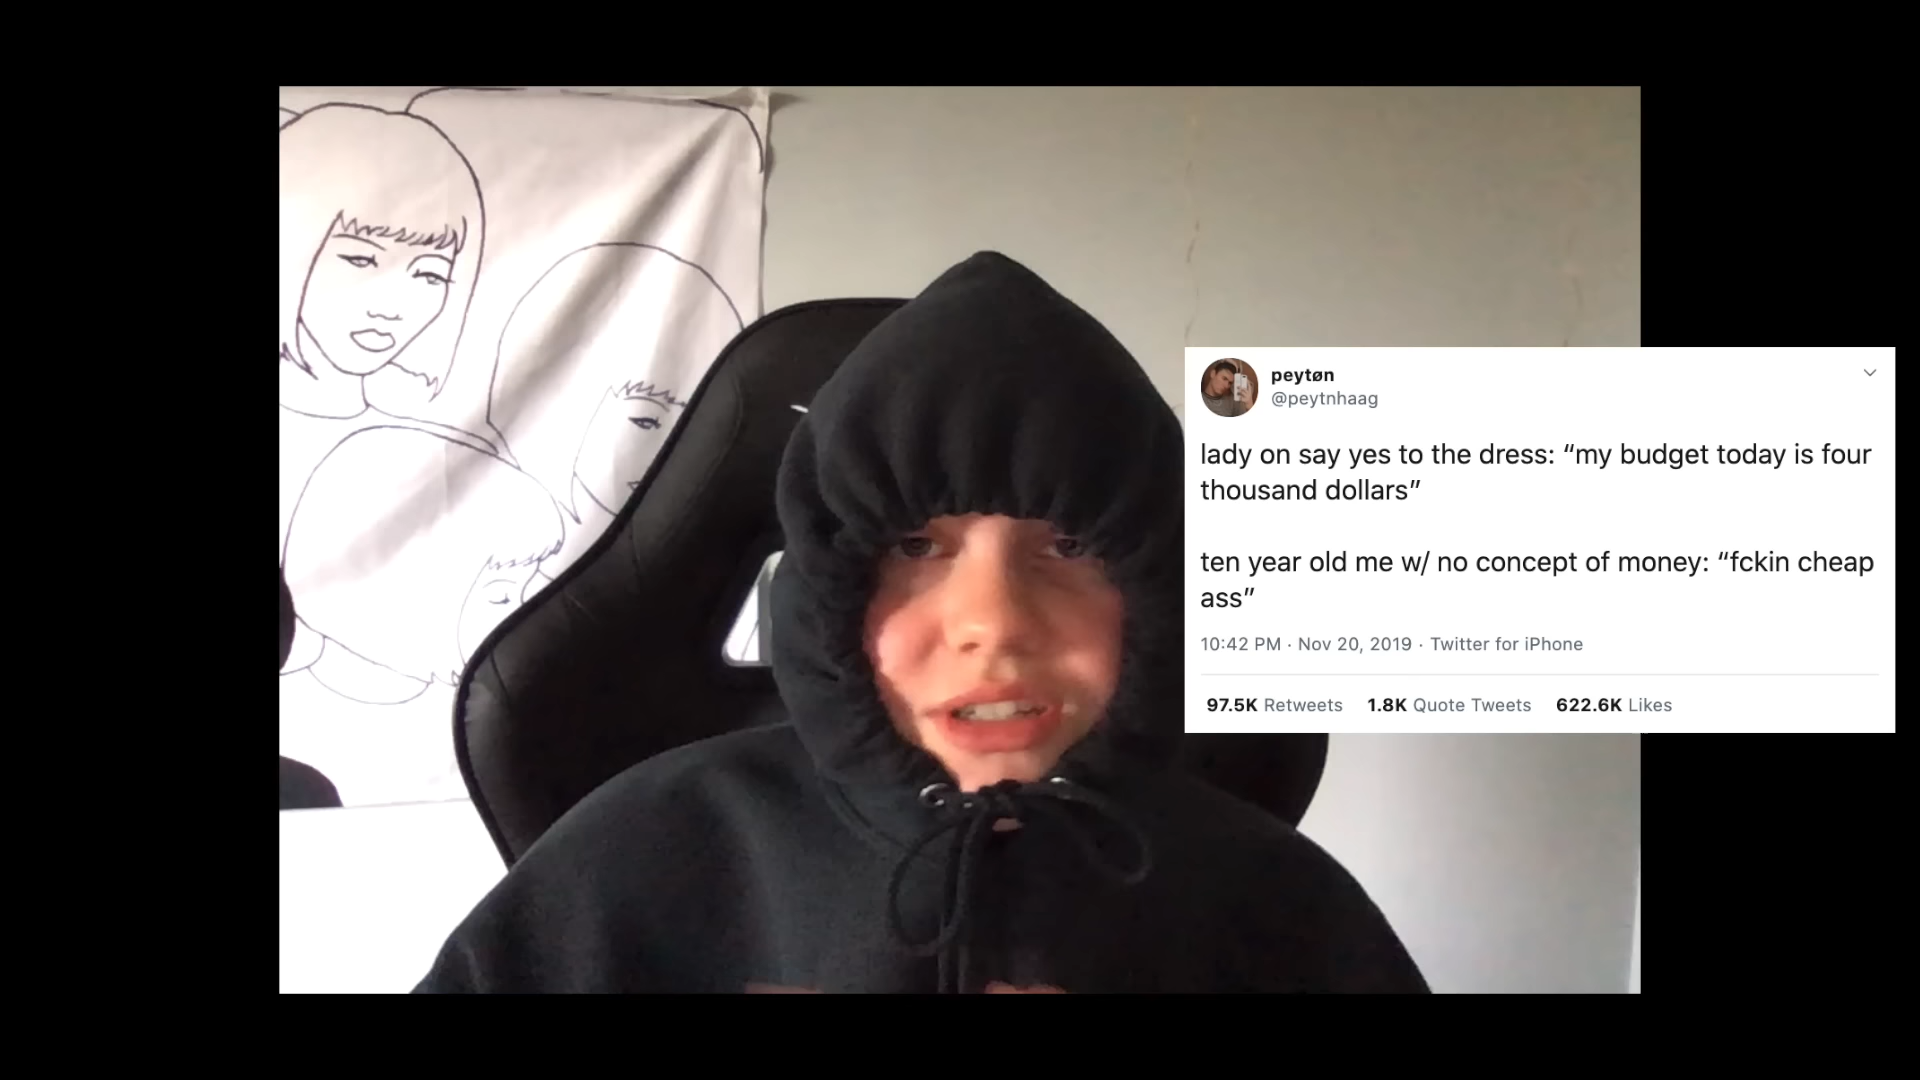 peytøn
@peytnhaag
lady on say yes to the dress: “my budget today is four
thousand dollars”
ten year old me w/ no concept of money: “fckin cheap
ass”
10:42 PM · Nov 20, 2019 · Twitter for iPhone
97.5K Retweets 1.8K Quote Tweets 622.6K Likes